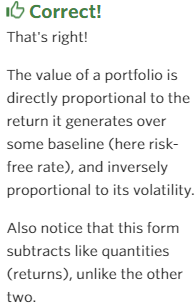 Correct!
That's right!
The value of a portfolio is
directly proportional to the
return it generates over
some baseline (here risk-
free rate), and inversely
proportional to its volatility.
Also notice that this form
subtracts like quantities
(returns), unlike the other
two.